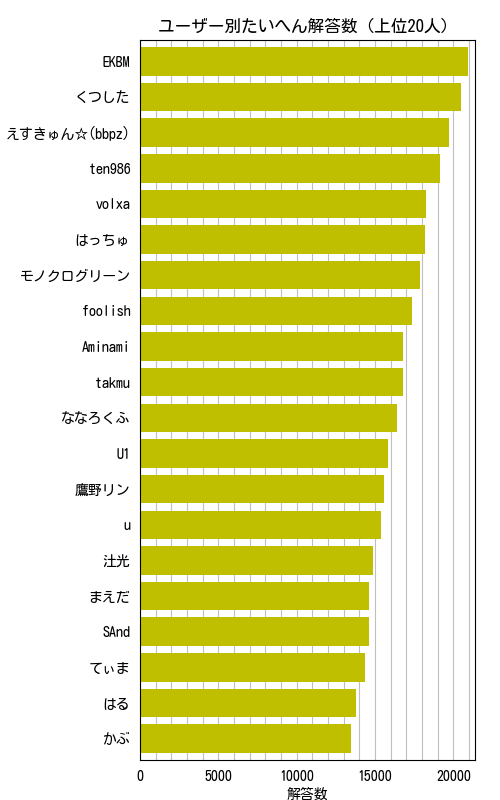 ユーザー別たいへん解答数（上位20人）
EKBM
くつした
えすきゅん☆(bbpz)
ten986
volxa
はっちゅ
モノクログリーン
foolish
Aminami
takmu
ななろくふ
U1
鷹野リン
u
辻光
まえだ
SAnd
てぃま
はる
かぶ
0 5000 10000 15000 20000
解答数